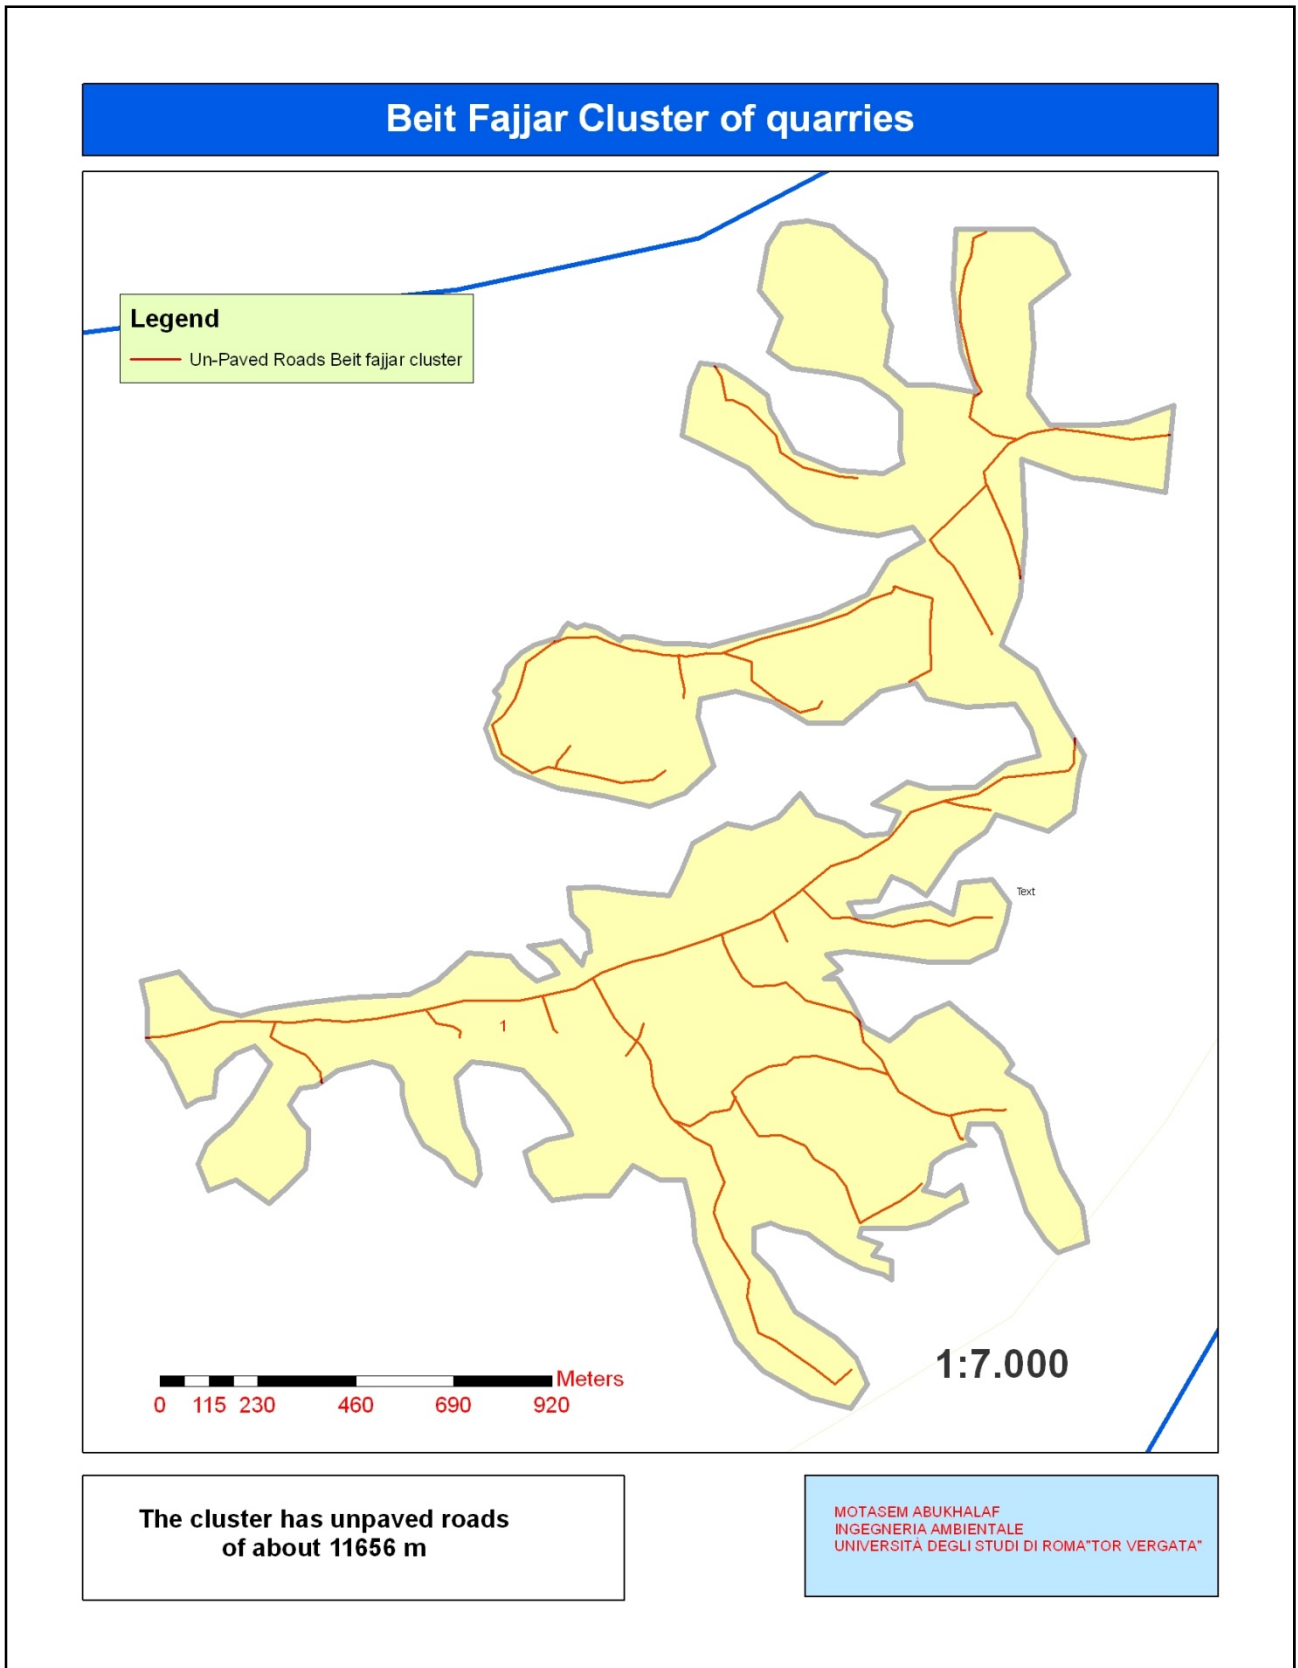 Beit Fajjar Cluster of quarries
Legend
Un-Paved Roads Beit fajjar cluster
Text
1
1:7.000
Meters
0 115 230 460 690 920
The cluster has unpaved roads
of about 11656 m
MOTASEM ABUKHALAF
INGEGNERIA AMBIENTALE
UNIVERSITÀ DEGLI STUDI DI ROMA"TOR VERGATA"